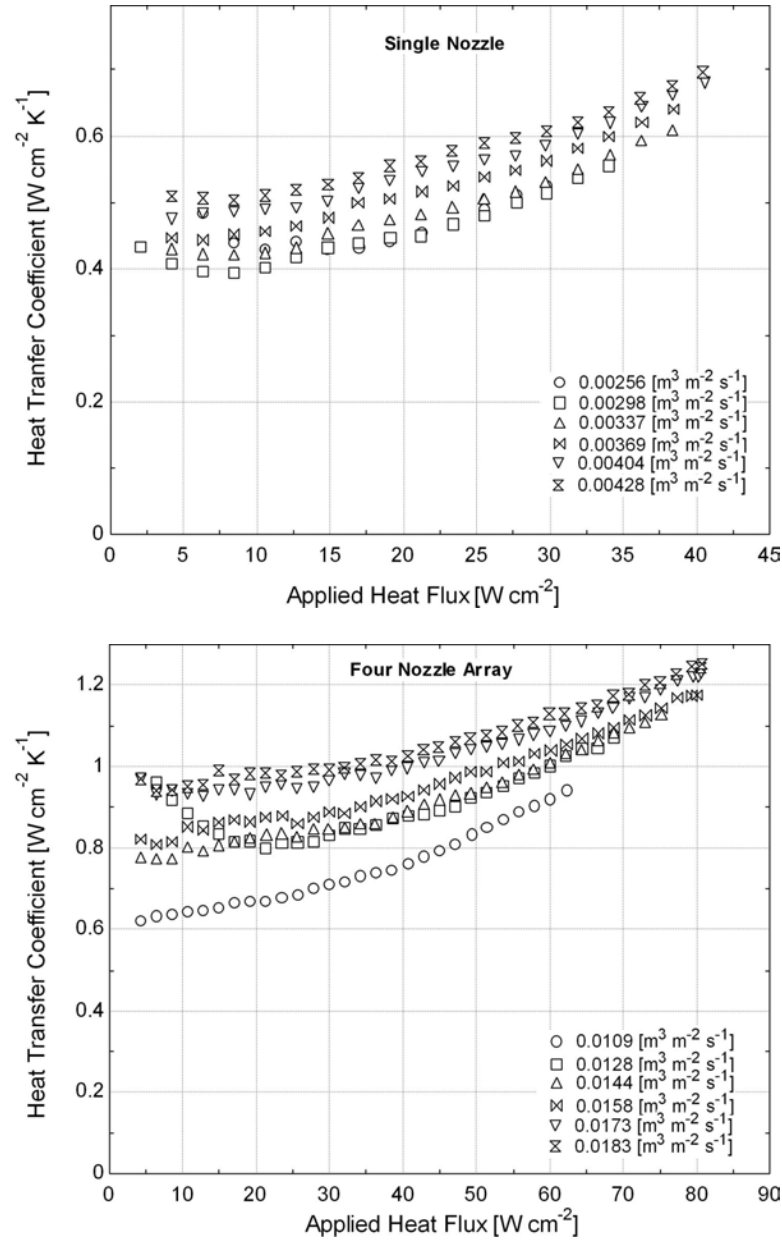 Single Nozzle
Heat Tranfer Coefficient [W cm⁻² K⁻¹]
0.6
0.4
0.2
0
0.00256 [m³ m⁻² s⁻¹]
0.00298 [m³ m⁻² s⁻¹]
0.00337 [m³ m⁻² s⁻¹]
0.00369 [m³ m⁻² s⁻¹]
0.00404 [m³ m⁻² s⁻¹]
0.00428 [m³ m⁻² s⁻¹]
0 5 10 15 20 25 30 35 40 45
Applied Heat Flux [W cm⁻²]
Four Nozzle Array
Heat Transfer Coefficient [W cm⁻² K⁻¹]
1.2
1
0.8
0.6
0.4
0.2
0
0.0109 [m³ m⁻² s⁻¹]
0.0128 [m³ m⁻² s⁻¹]
0.0144 [m³ m⁻² s⁻¹]
0.0158 [m³ m⁻² s⁻¹]
0.0173 [m³ m⁻² s⁻¹]
0.0183 [m³ m⁻² s⁻¹]
0 10 20 30 40 50 60 70 80 90
Applied Heat Flux [W cm⁻²]